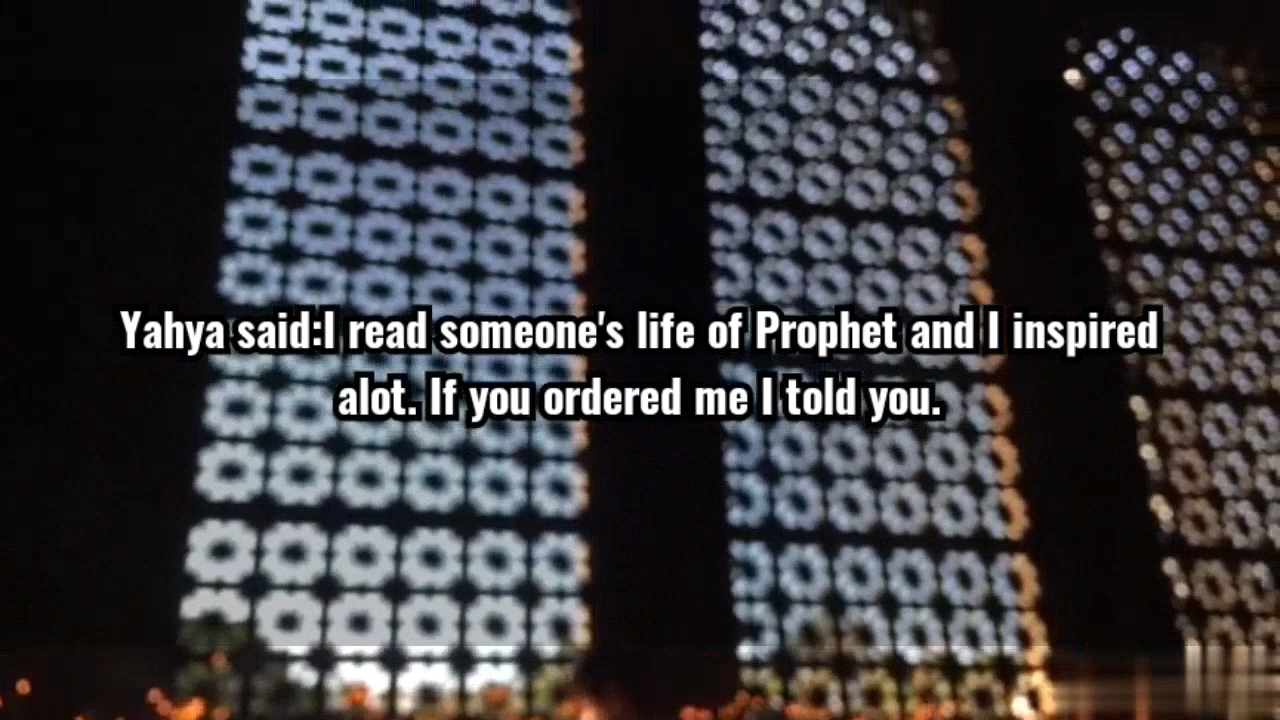 Yahya said:I read someone's life of Prophet and I inspired
alot. If you ordered me I told you.